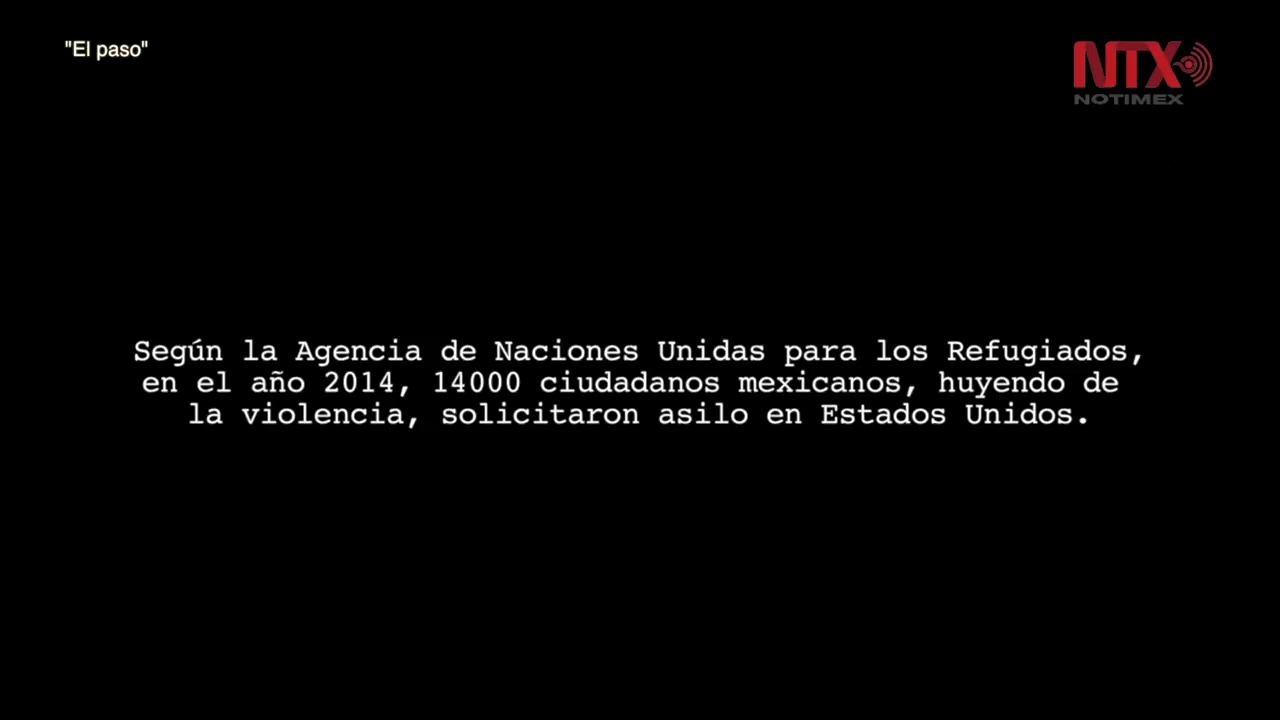 "El paso"
NTX
NOTIMEX
Según la Agencia de Naciones Unidas para los Refugiados,
en el año 2014, 14000 ciudadanos mexicanos, huyendo de
la violencia, solicitaron asilo en Estados Unidos.